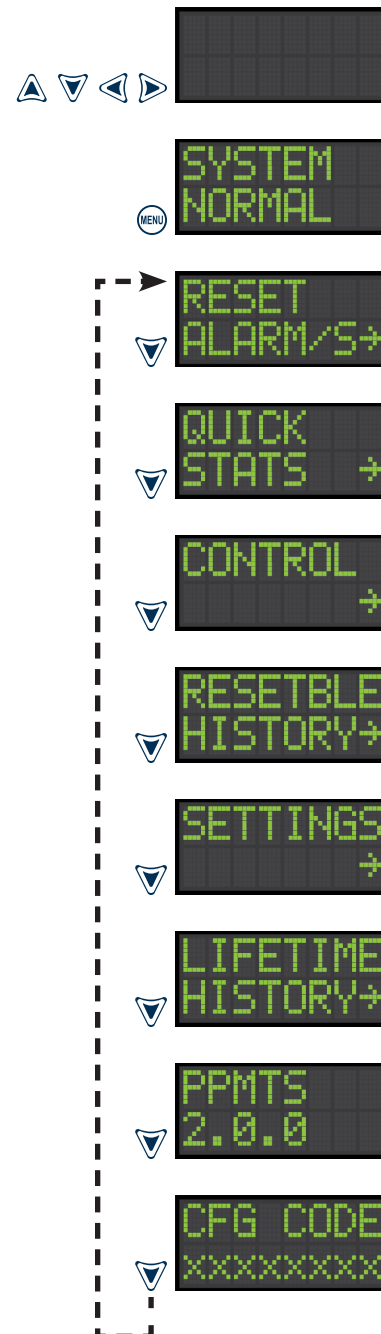 SYSTEM
NORMAL
MENU
RESET
ALARM/S→
QUICK
STATS →
CONTROL
→
RESETBLE
HISTORY→
SETTINGS
→
LIFETIME
HISTORY→
PPMTS
2.0.0
CFG CODE
XXXXXXXX